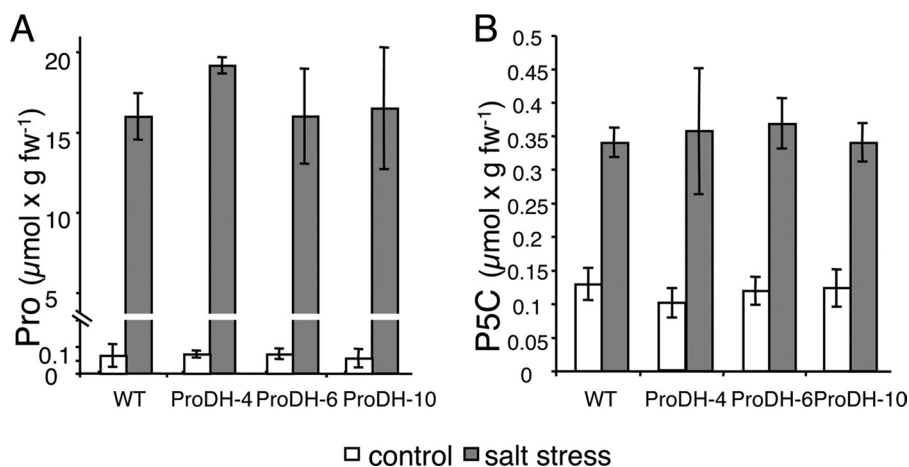 A
Pro (µmol x g fw⁻¹)
20
15
10
5
0.1
0
WT ProDH-4 ProDH-6 ProDH-10
B
P5C (µmol x g fw⁻¹)
0.5
0.45
0.4
0.35
0.3
0.25
0.2
0.15
0.1
0.05
0
WT ProDH-4 ProDH-6 ProDH-10
control salt stress